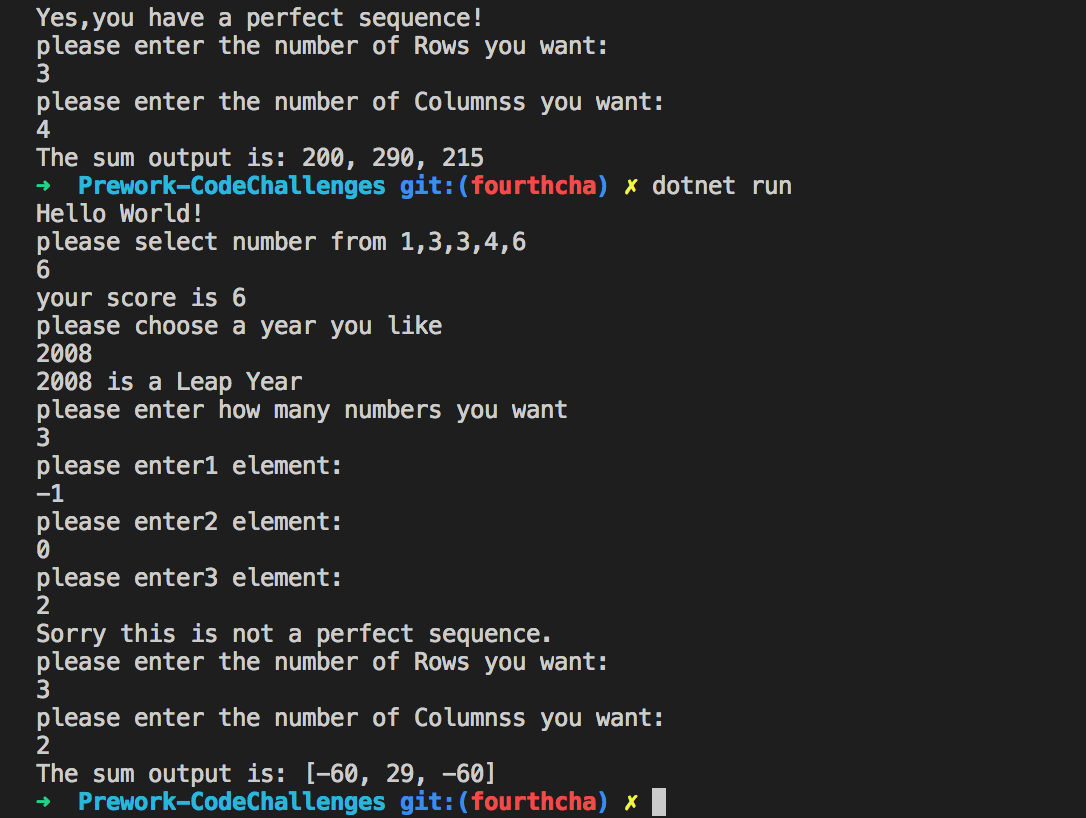 Yes,you have a perfect sequence!
please enter the number of Rows you want:
3
please enter the number of Columnss you want:
4
The sum output is: 200, 290, 215
➜  Prework-CodeChallenges git:(fourthcha) ✗ dotnet run
Hello World!
please select number from 1,3,3,4,6
6
your score is 6
please choose a year you like
2008
2008 is a Leap Year
please enter how many numbers you want
3
please enter1 element:
-1
please enter2 element:
0
please enter3 element:
2
Sorry this is not a perfect sequence.
please enter the number of Rows you want:
3
please enter the number of Columnss you want:
2
The sum output is: [-60, 29, -60]
➜  Prework-CodeChallenges git:(fourthcha) ✗